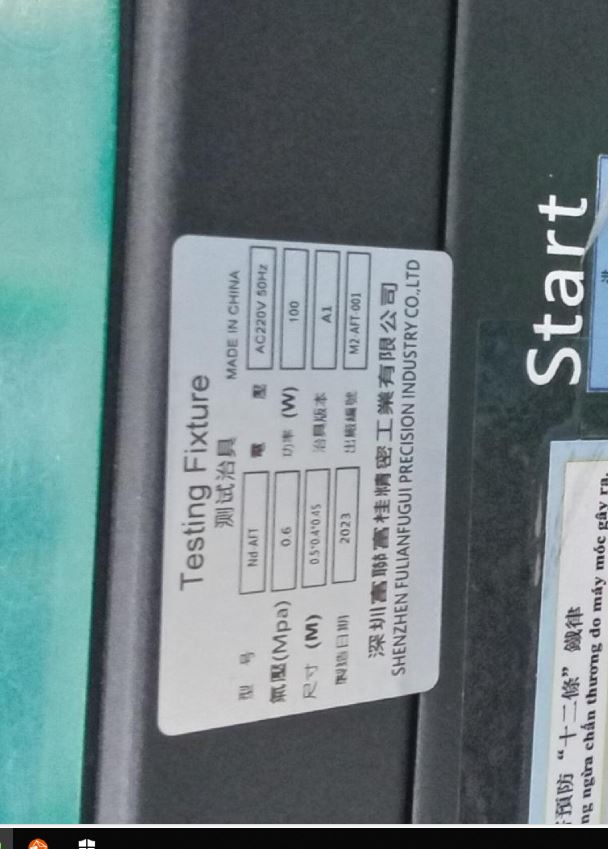 Testing Fixture
测试治具 MADE IN CHINA
型 号 Nd-AFT 電 壓 AC220V 50Hz
氣壓(Mpa) 0.6 功率 (W) 100
尺寸 (M) 0.5*0.4*0.45 治具版本 A1
製造日期 2023 出厰編號 M2-AFT-001
深圳富聯富桂精密工業有限公司
SHENZHEN FULIANFUGUI PRECISION INDUSTRY CO.,LTD
Start
預防 “十二條” 鐵律
ng ngừa chấn thương do máy móc gây ra.